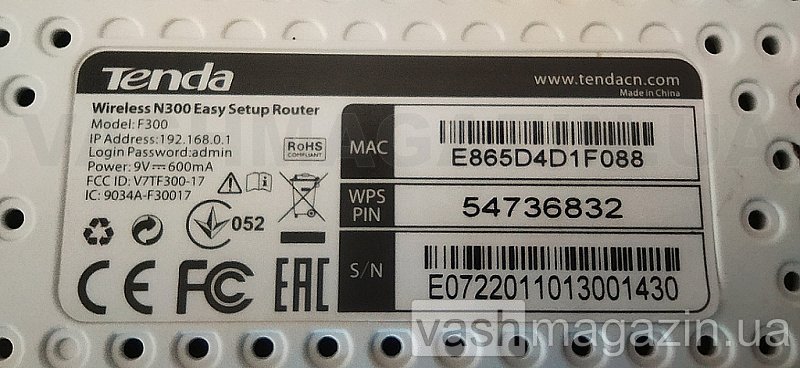 Tenda
www.tendacn.com
Made in China
Wireless N300 Easy Setup Router
Model: F300
IP Address:192.168.0.1
Login Password:admin
Power: 9V⎓600mA
FCC ID: V7TF300-17
IC: 9034A-F30017
RoHS
COMPLIANT
052
CE FC EAC
MAC
E865D4D1F088
WPS
PIN
54736832
S/N
E0722011013001430
vashmagazin.ua